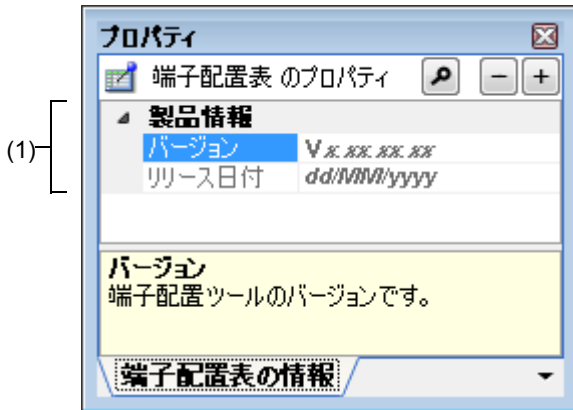 プロパティ
端子配置表 のプロパティ
(1)
製品情報
バージョン V x.xx.xx.xx
リリース日付 dd/MM/yyyy
バージョン
端子配置ツールのバージョンです。
端子配置表の情報